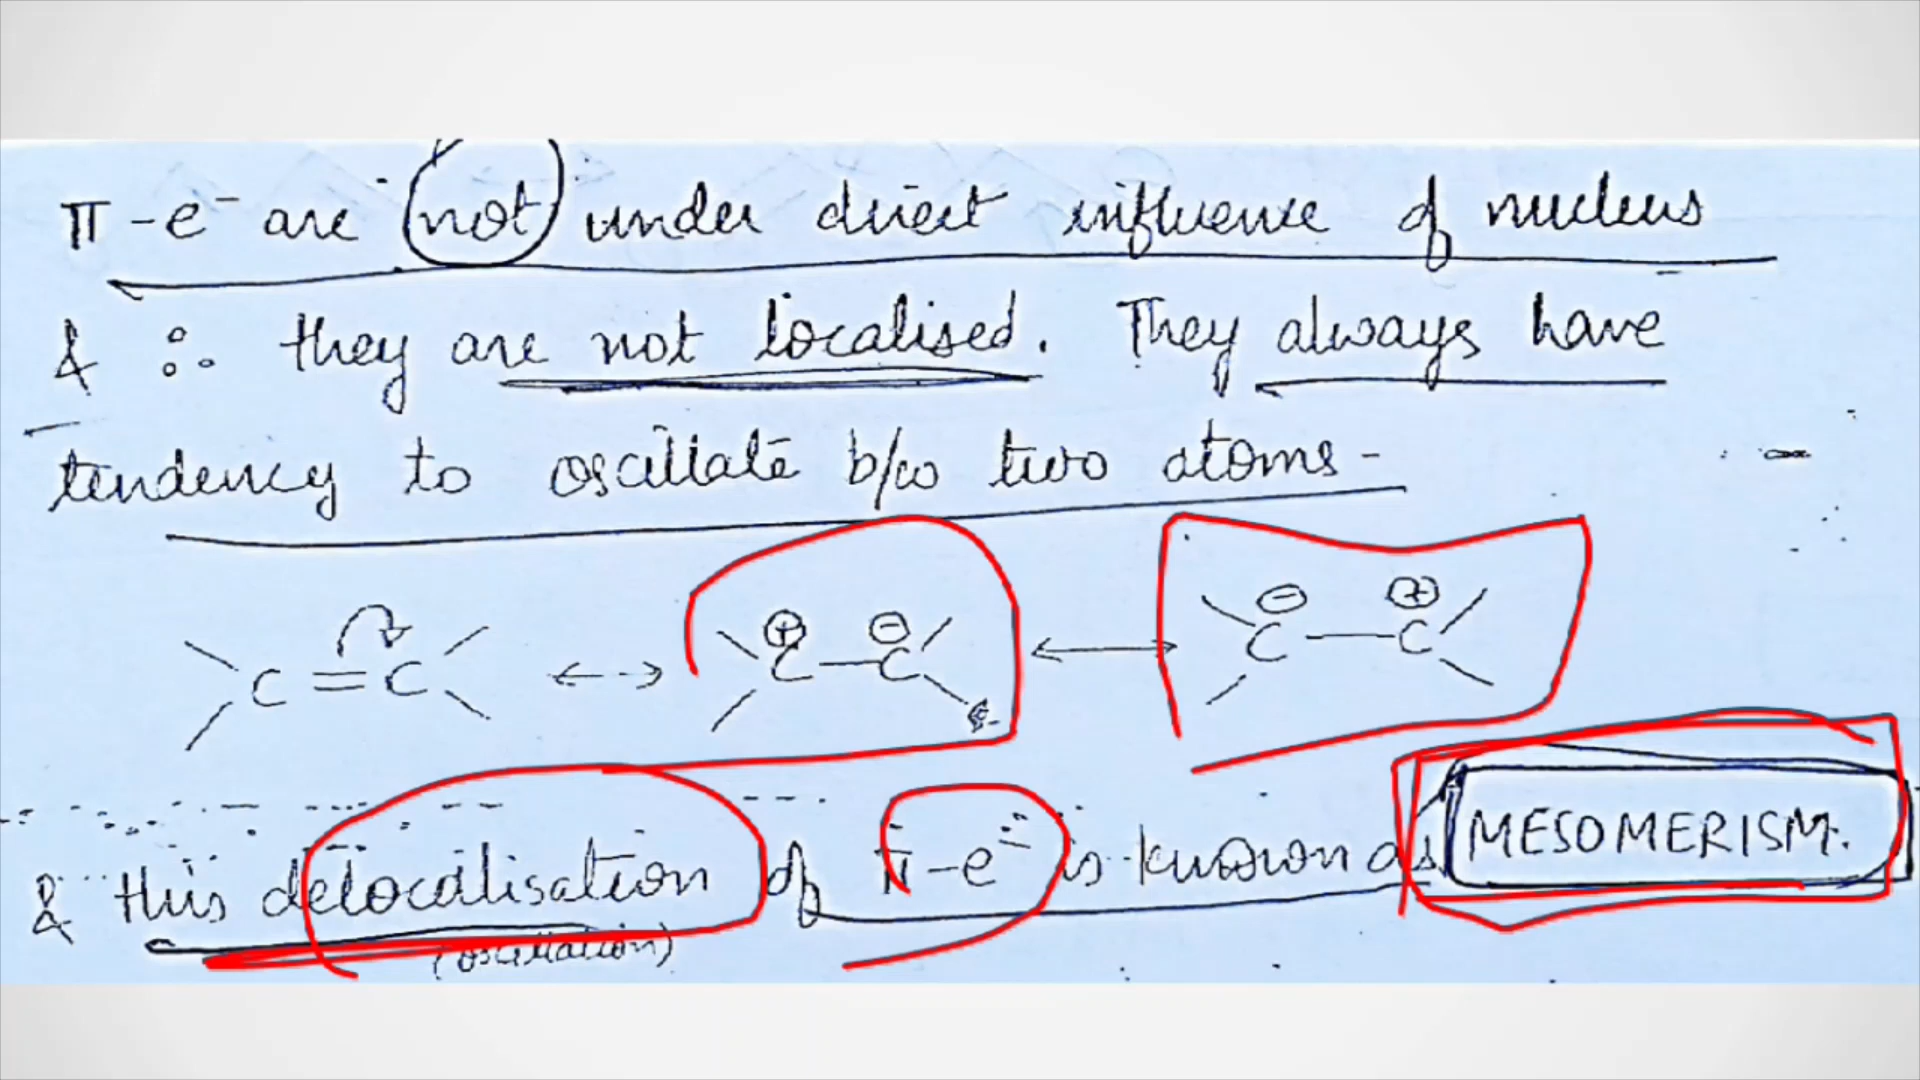 π-e⁻ are not under direct influence of nucleus
& ∴ they are not localised. They always have
tendency to oscillate b/w two atoms-
C=C ↔ ⊕C—C⊖ ↔ ⊖C—C⊕
& this delocalisation of π-e⁻ is known as MESOMERISM.
(oscillation)